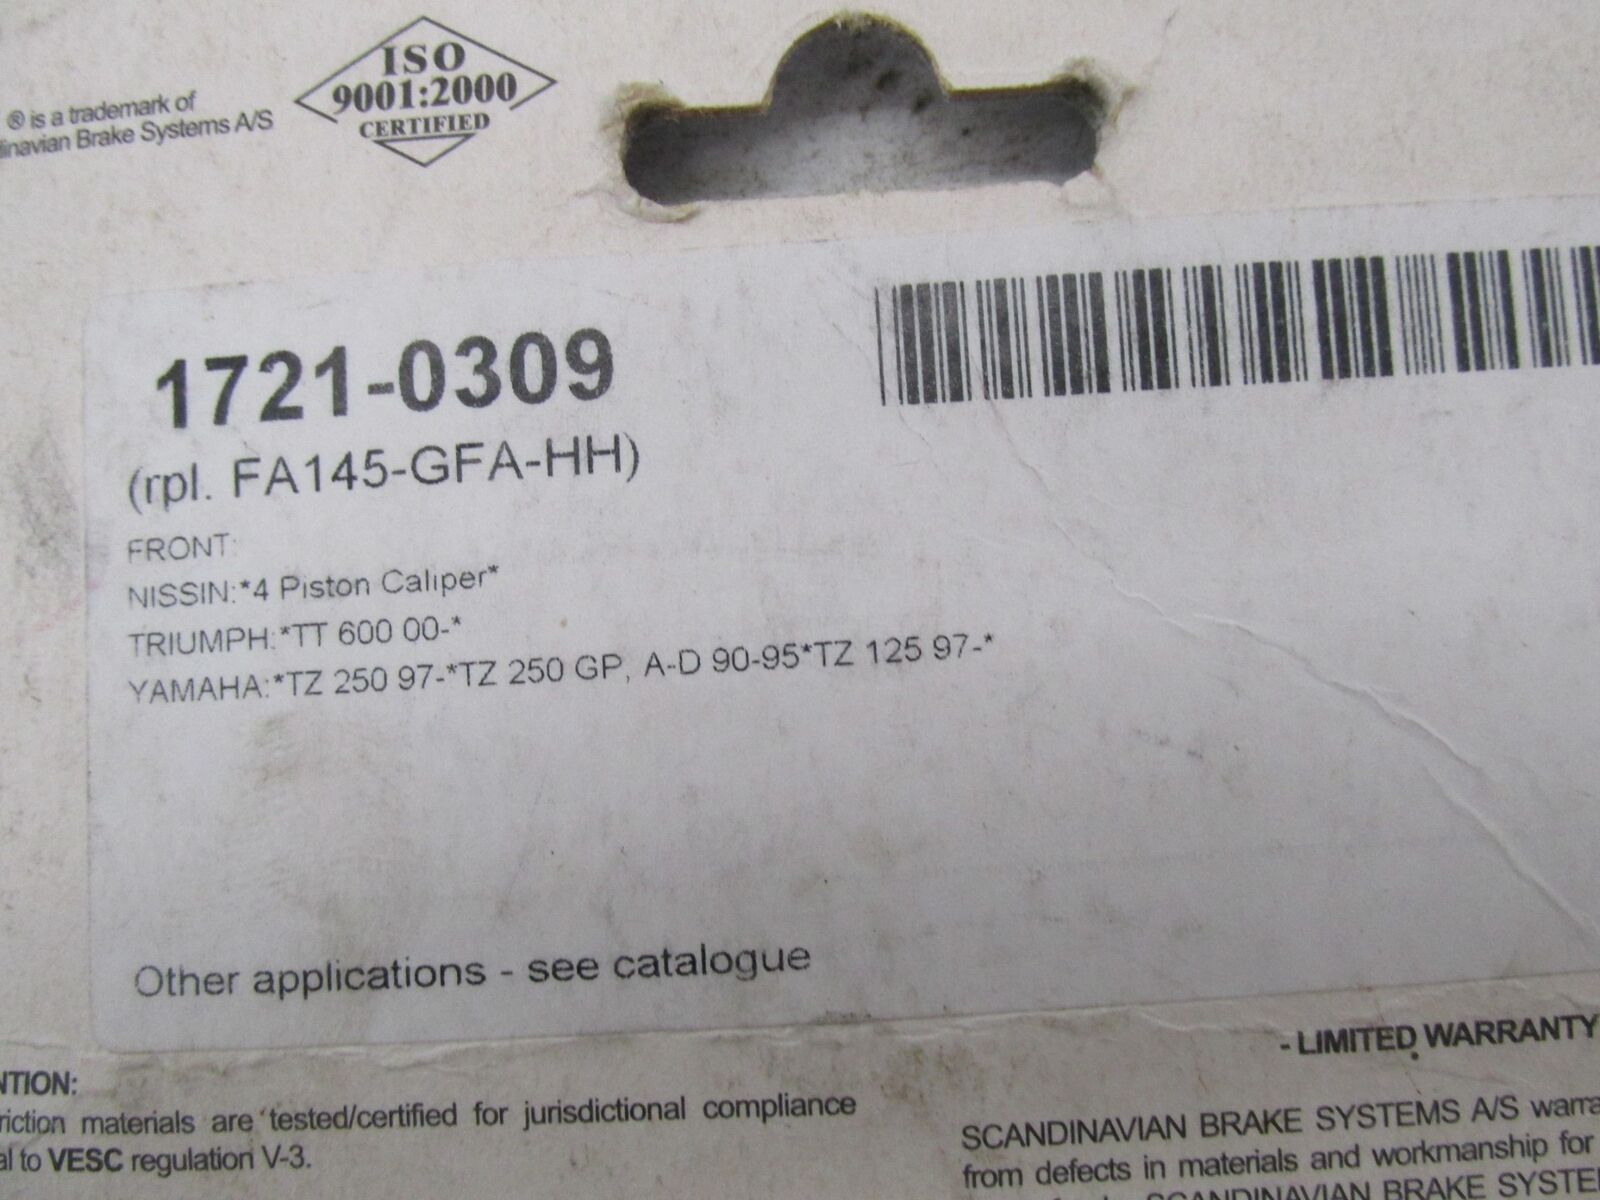 ® is a trademark of
Brake Systems A/S
ISO
9001:2000
CERTIFIED
1721-0309
(rpl. FA145-GFA-HH)
FRONT:
NISSIN:*4 Piston Caliper*
TRIUMPH:*TT 600 00-*
YAMAHA:*TZ 250 97-*TZ 250 GP, A-D 90-95*TZ 125 97-*
Other applications - see catalogue
NTION:
riction materials are tested/certified for jurisdictional compliance
al to VESC regulation V-3.
- LIMITED WARRANTY
SCANDINAVIAN BRAKE SYSTEMS A/S warra
from defects in materials and workmanship for
SCANDINAVIAN BRAKE SYSTE